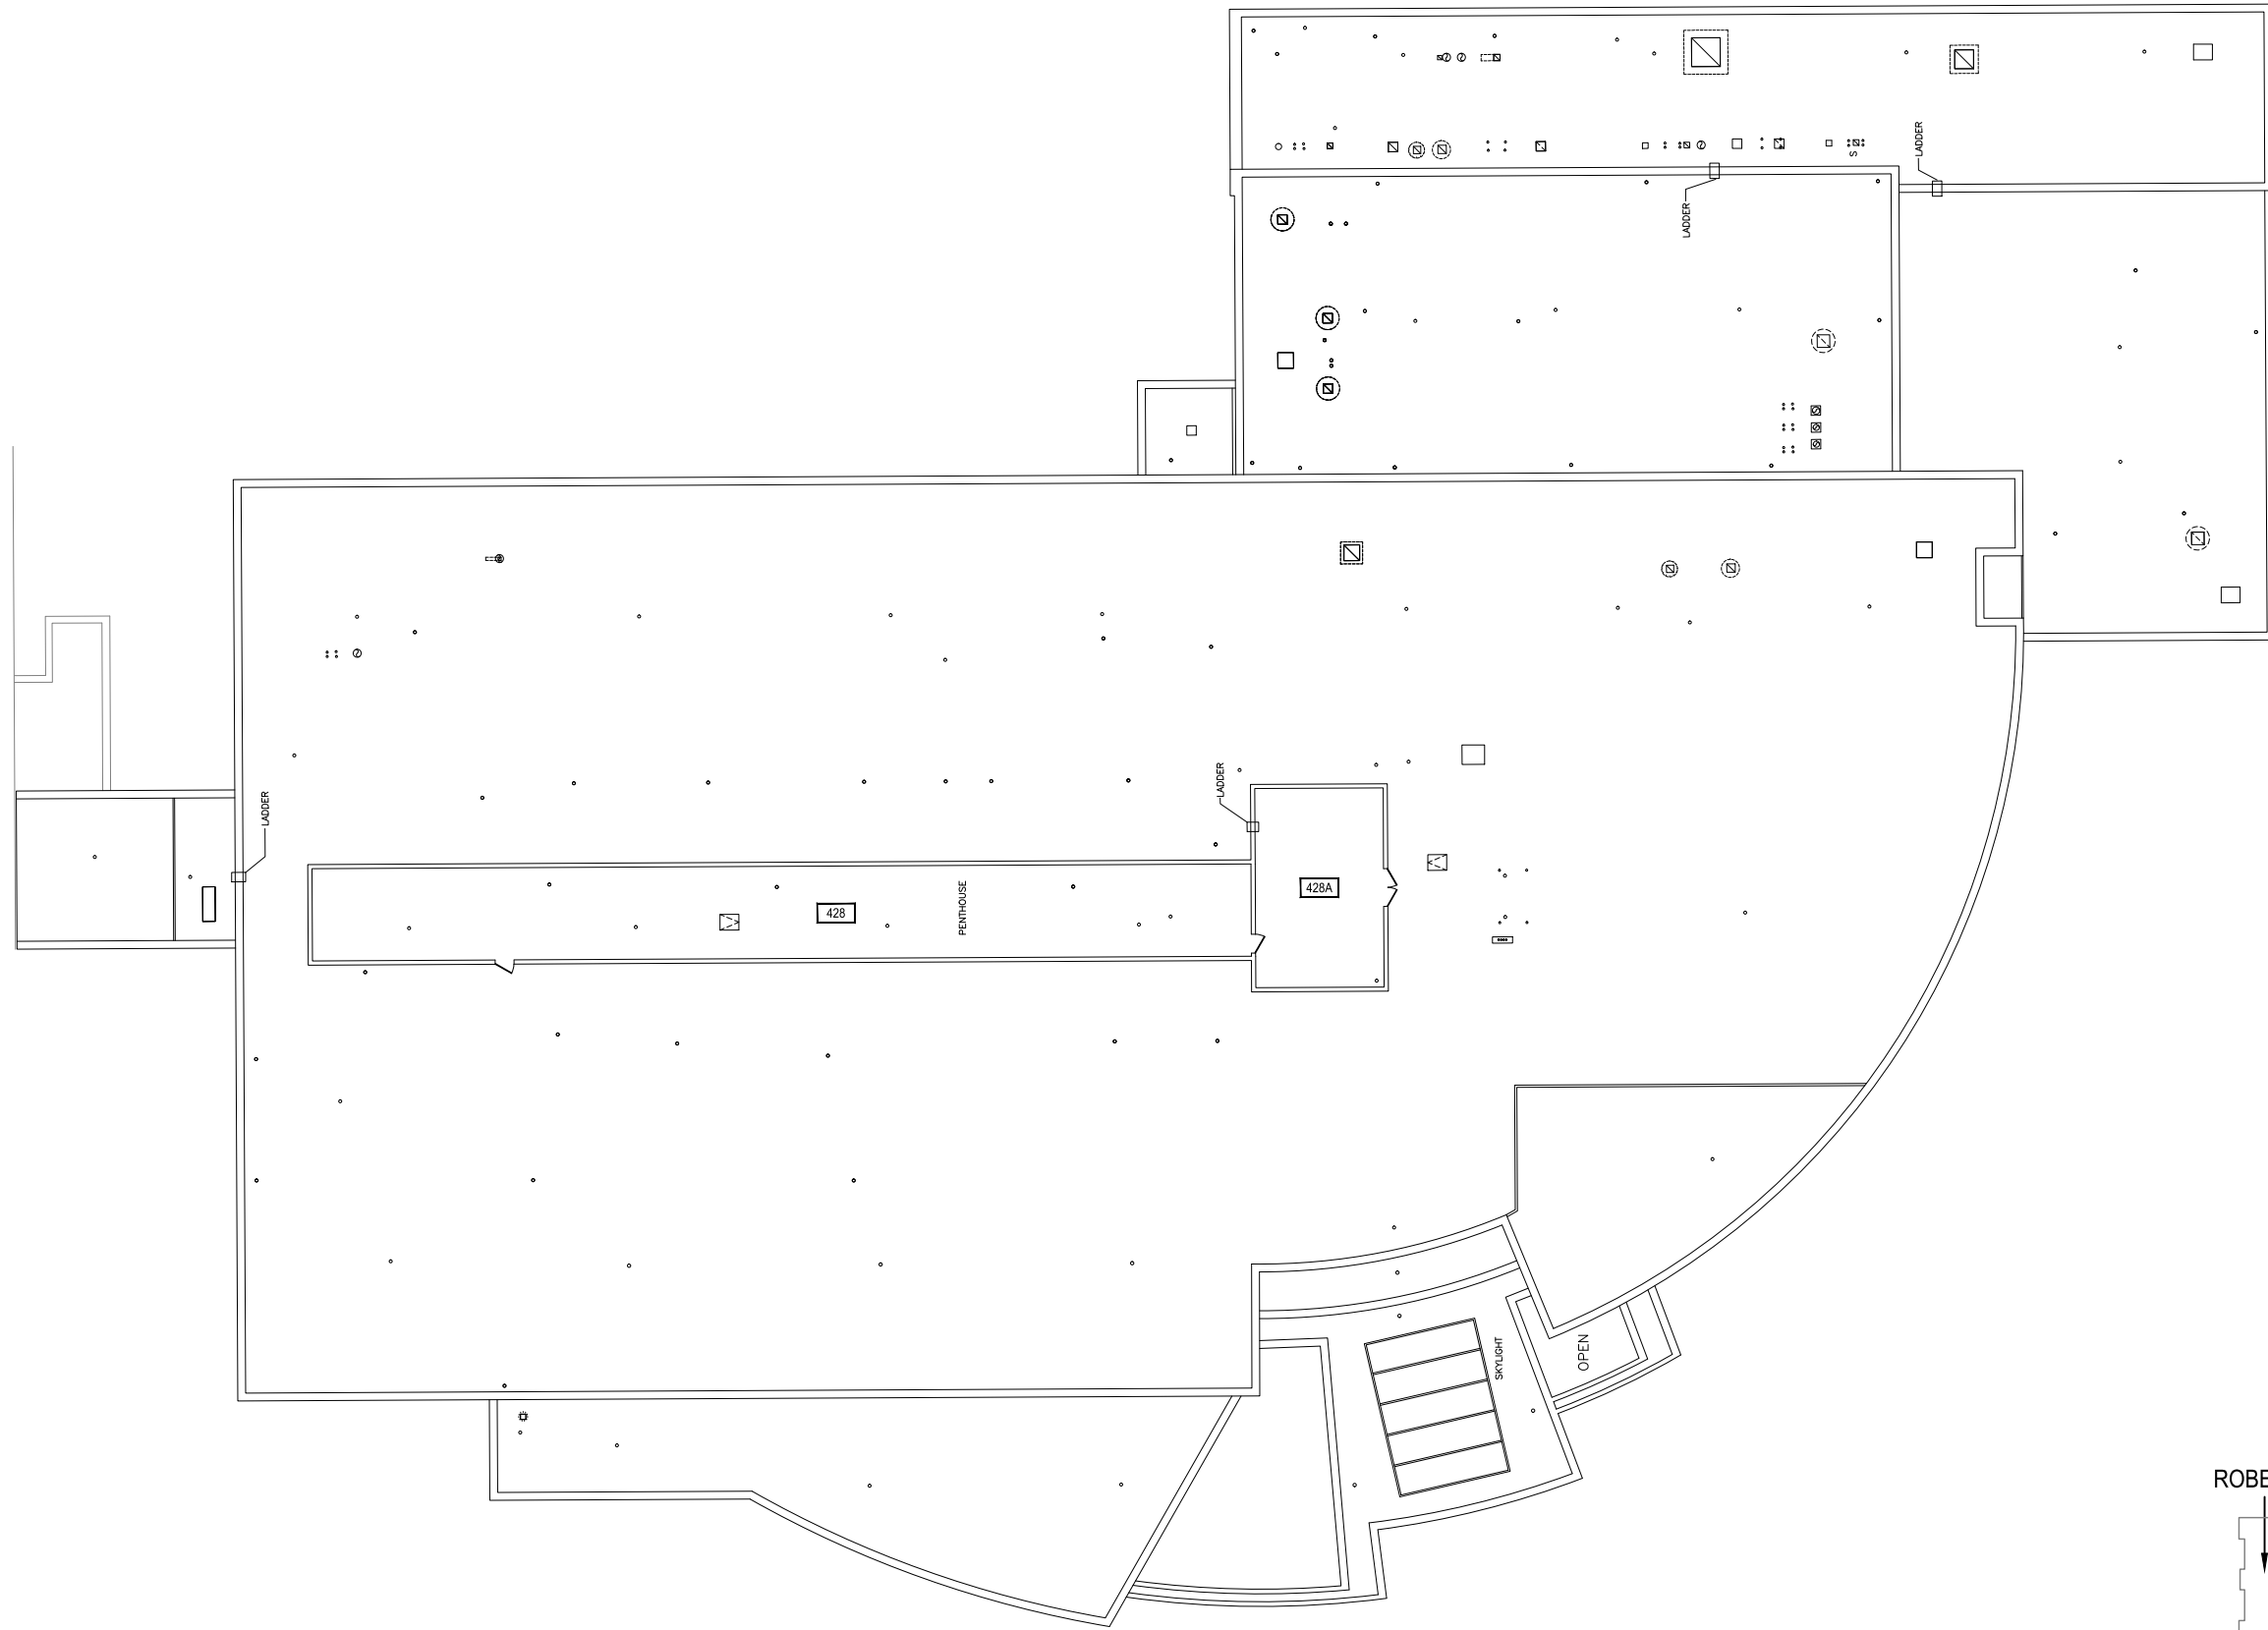 LADDER
LADDER
S
LADDER
LADDER
428A
428
PENTHOUSE
SKYLIGHT
OPEN
ROBE